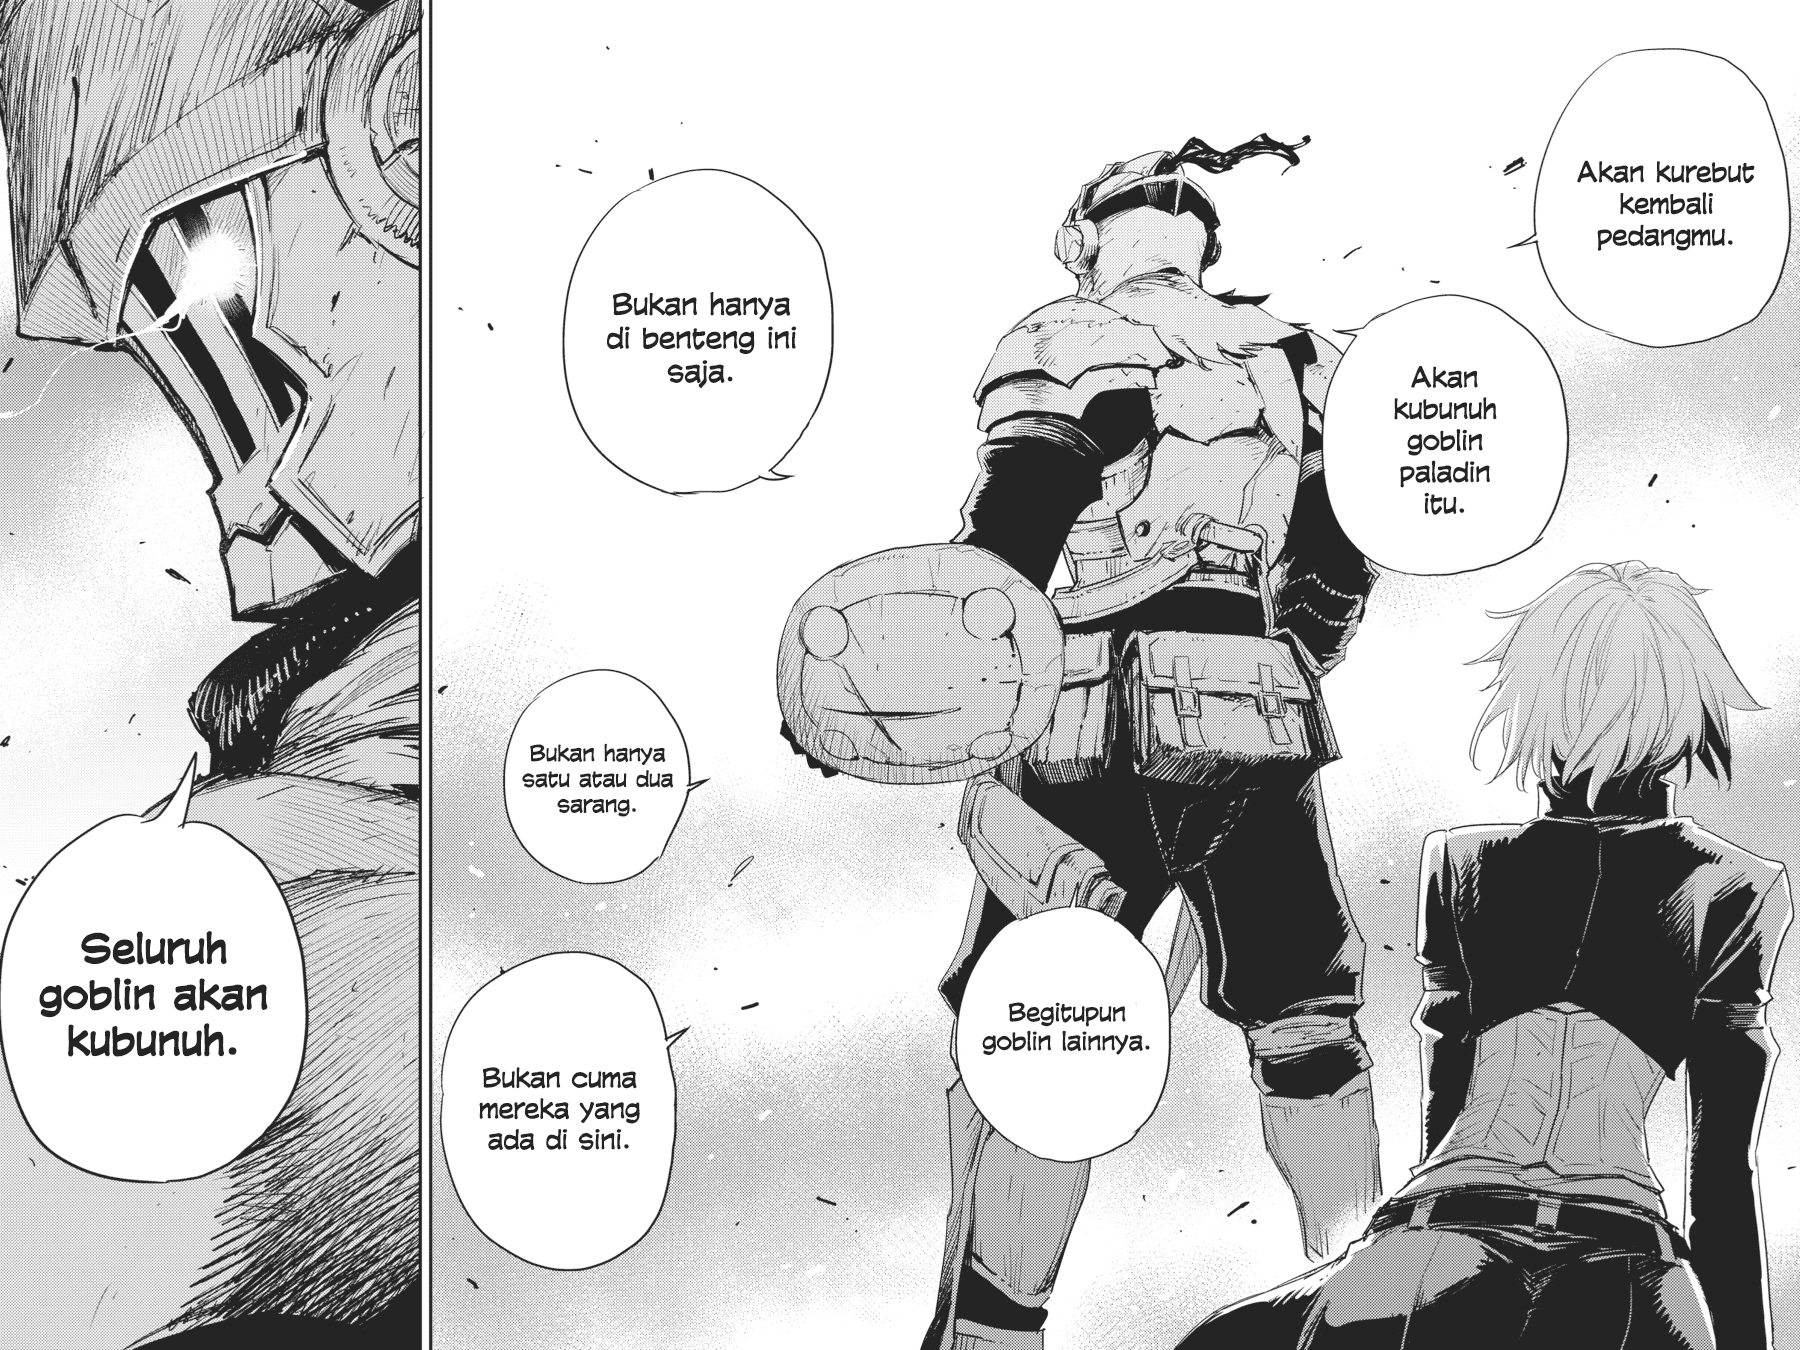 Akan kurebut
kembali
pedangmu.
Akan
kubunuh
goblin
paladin
itu.
Begitupun
goblin lainnya.
Bukan hanya
di benteng ini
saja.
Bukan hanya
satu atau dua
sarang.
Bukan cuma
mereka yang
ada di sini.
Seluruh
goblin akan
kubunuh.